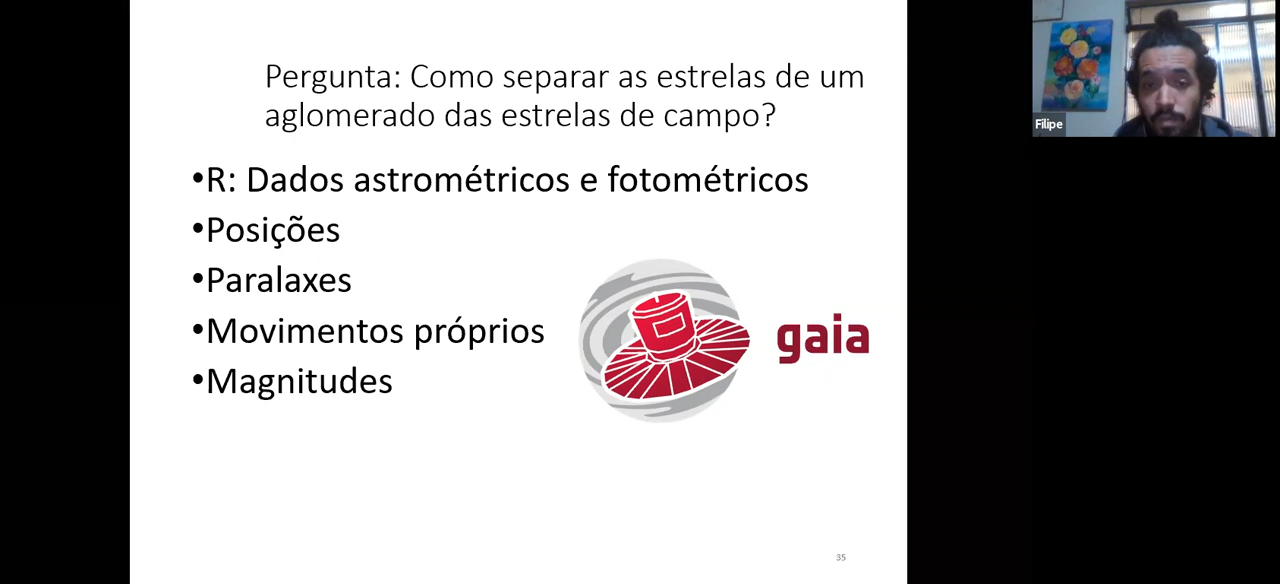 Pergunta: Como separar as estrelas de um
aglomerado das estrelas de campo?
•R: Dados astrométricos e fotométricos
•Posições
•Paralaxes
•Movimentos próprios
•Magnitudes
gaia
35
Filipe